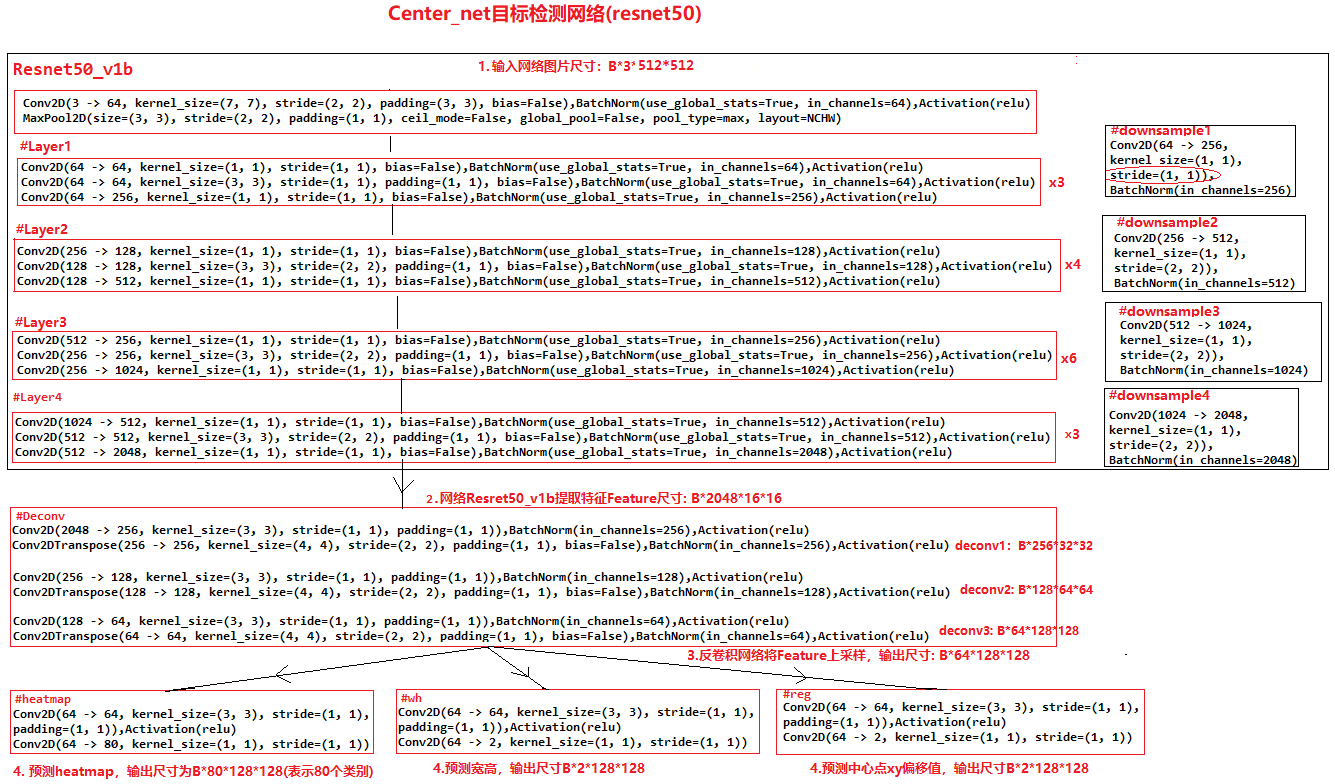 Center_net目标检测网络(resnet50)
Resnet50_v1b
1.输入网络图片尺寸：B*3*512*512
Conv2D(3 -> 64, kernel_size=(7, 7), stride=(2, 2), padding=(3, 3), bias=False),BatchNorm(use_global_stats=True, in_channels=64),Activation(relu)
MaxPool2D(size=(3, 3), stride=(2, 2), padding=(1, 1), ceil_mode=False, global_pool=False, pool_type=max, layout=NCHW)
#Layer1
Conv2D(64 -> 64, kernel_size=(1, 1), stride=(1, 1), bias=False),BatchNorm(use_global_stats=True, in_channels=64),Activation(relu)
Conv2D(64 -> 64, kernel_size=(3, 3), stride=(1, 1), padding=(1, 1), bias=False),BatchNorm(use_global_stats=True, in_channels=64),Activation(relu)
Conv2D(64 -> 256, kernel_size=(1, 1), stride=(1, 1), bias=False),BatchNorm(use_global_stats=True, in_channels=256),Activation(relu)
x3
#downsample1
Conv2D(64 -> 256,
kernel_size=(1, 1),
stride=(1, 1)),
BatchNorm(in_channels=256)
#Layer2
Conv2D(256 -> 128, kernel_size=(1, 1), stride=(1, 1), bias=False),BatchNorm(use_global_stats=True, in_channels=128),Activation(relu)
Conv2D(128 -> 128, kernel_size=(3, 3), stride=(2, 2), padding=(1, 1), bias=False),BatchNorm(use_global_stats=True, in_channels=128),Activation(relu)
Conv2D(128 -> 512, kernel_size=(1, 1), stride=(1, 1), bias=False),BatchNorm(use_global_stats=True, in_channels=512),Activation(relu)
x4
#downsample2
Conv2D(256 -> 512,
kernel_size=(1, 1),
stride=(2, 2)),
BatchNorm(in_channels=512)
#Layer3
Conv2D(512 -> 256, kernel_size=(1, 1), stride=(1, 1), bias=False),BatchNorm(use_global_stats=True, in_channels=256),Activation(relu)
Conv2D(256 -> 256, kernel_size=(3, 3), stride=(2, 2), padding=(1, 1), bias=False),BatchNorm(use_global_stats=True, in_channels=256),Activation(relu)
Conv2D(256 -> 1024, kernel_size=(1, 1), stride=(1, 1), bias=False),BatchNorm(use_global_stats=True, in_channels=1024),Activation(relu)
x6
#downsample3
Conv2D(512 -> 1024,
kernel_size=(1, 1),
stride=(2, 2)),
BatchNorm(in_channels=1024)
#Layer4
Conv2D(1024 -> 512, kernel_size=(1, 1), stride=(1, 1), bias=False),BatchNorm(use_global_stats=True, in_channels=512),Activation(relu)
Conv2D(512 -> 512, kernel_size=(3, 3), stride=(2, 2), padding=(1, 1), bias=False),BatchNorm(use_global_stats=True, in_channels=512),Activation(relu)
Conv2D(512 -> 2048, kernel_size=(1, 1), stride=(1, 1), bias=False),BatchNorm(use_global_stats=True, in_channels=2048),Activation(relu)
x3
#downsample4
Conv2D(1024 -> 2048,
kernel_size=(1, 1),
stride=(2, 2)),
BatchNorm(in_channels=2048)
2.网络Resret50_v1b提取特征Feature尺寸: B*2048*16*16
#Deconv
Conv2D(2048 -> 256, kernel_size=(3, 3), stride=(1, 1), padding=(1, 1)),BatchNorm(in_channels=256),Activation(relu)
Conv2DTranspose(256 -> 256, kernel_size=(4, 4), stride=(2, 2), padding=(1, 1), bias=False),BatchNorm(in_channels=256),Activation(relu)
deconv1: B*256*32*32
Conv2D(256 -> 128, kernel_size=(3, 3), stride=(1, 1), padding=(1, 1)),BatchNorm(in_channels=128),Activation(relu)
Conv2DTranspose(128 -> 128, kernel_size=(4, 4), stride=(2, 2), padding=(1, 1), bias=False),BatchNorm(in_channels=128),Activation(relu)
deconv2: B*128*64*64
Conv2D(128 -> 64, kernel_size=(3, 3), stride=(1, 1), padding=(1, 1)),BatchNorm(in_channels=64),Activation(relu)
Conv2DTranspose(64 -> 64, kernel_size=(4, 4), stride=(2, 2), padding=(1, 1), bias=False),BatchNorm(in_channels=64),Activation(relu)
deconv3: B*64*128*128
3.反卷积网络将Feature上采样，输出尺寸: B*64*128*128
#heatmap
Conv2D(64 -> 64, kernel_size=(3, 3), stride=(1, 1),
padding=(1, 1)),Activation(relu)
Conv2D(64 -> 80, kernel_size=(1, 1), stride=(1, 1))
4. 预测heatmap，输出尺寸为B*80*128*128(表示80个类别)
#wh
Conv2D(64 -> 64, kernel_size=(3, 3), stride=(1, 1),
padding=(1, 1)),Activation(relu)
Conv2D(64 -> 2, kernel_size=(1, 1), stride=(1, 1))
4.预测宽高，输出尺寸B*2*128*128
#reg
Conv2D(64 -> 64, kernel_size=(3, 3), stride=(1, 1),
padding=(1, 1)),Activation(relu)
Conv2D(64 -> 2, kernel_size=(1, 1), stride=(1, 1))
4.预测中心点xy偏移值，输出尺寸B*2*128*128